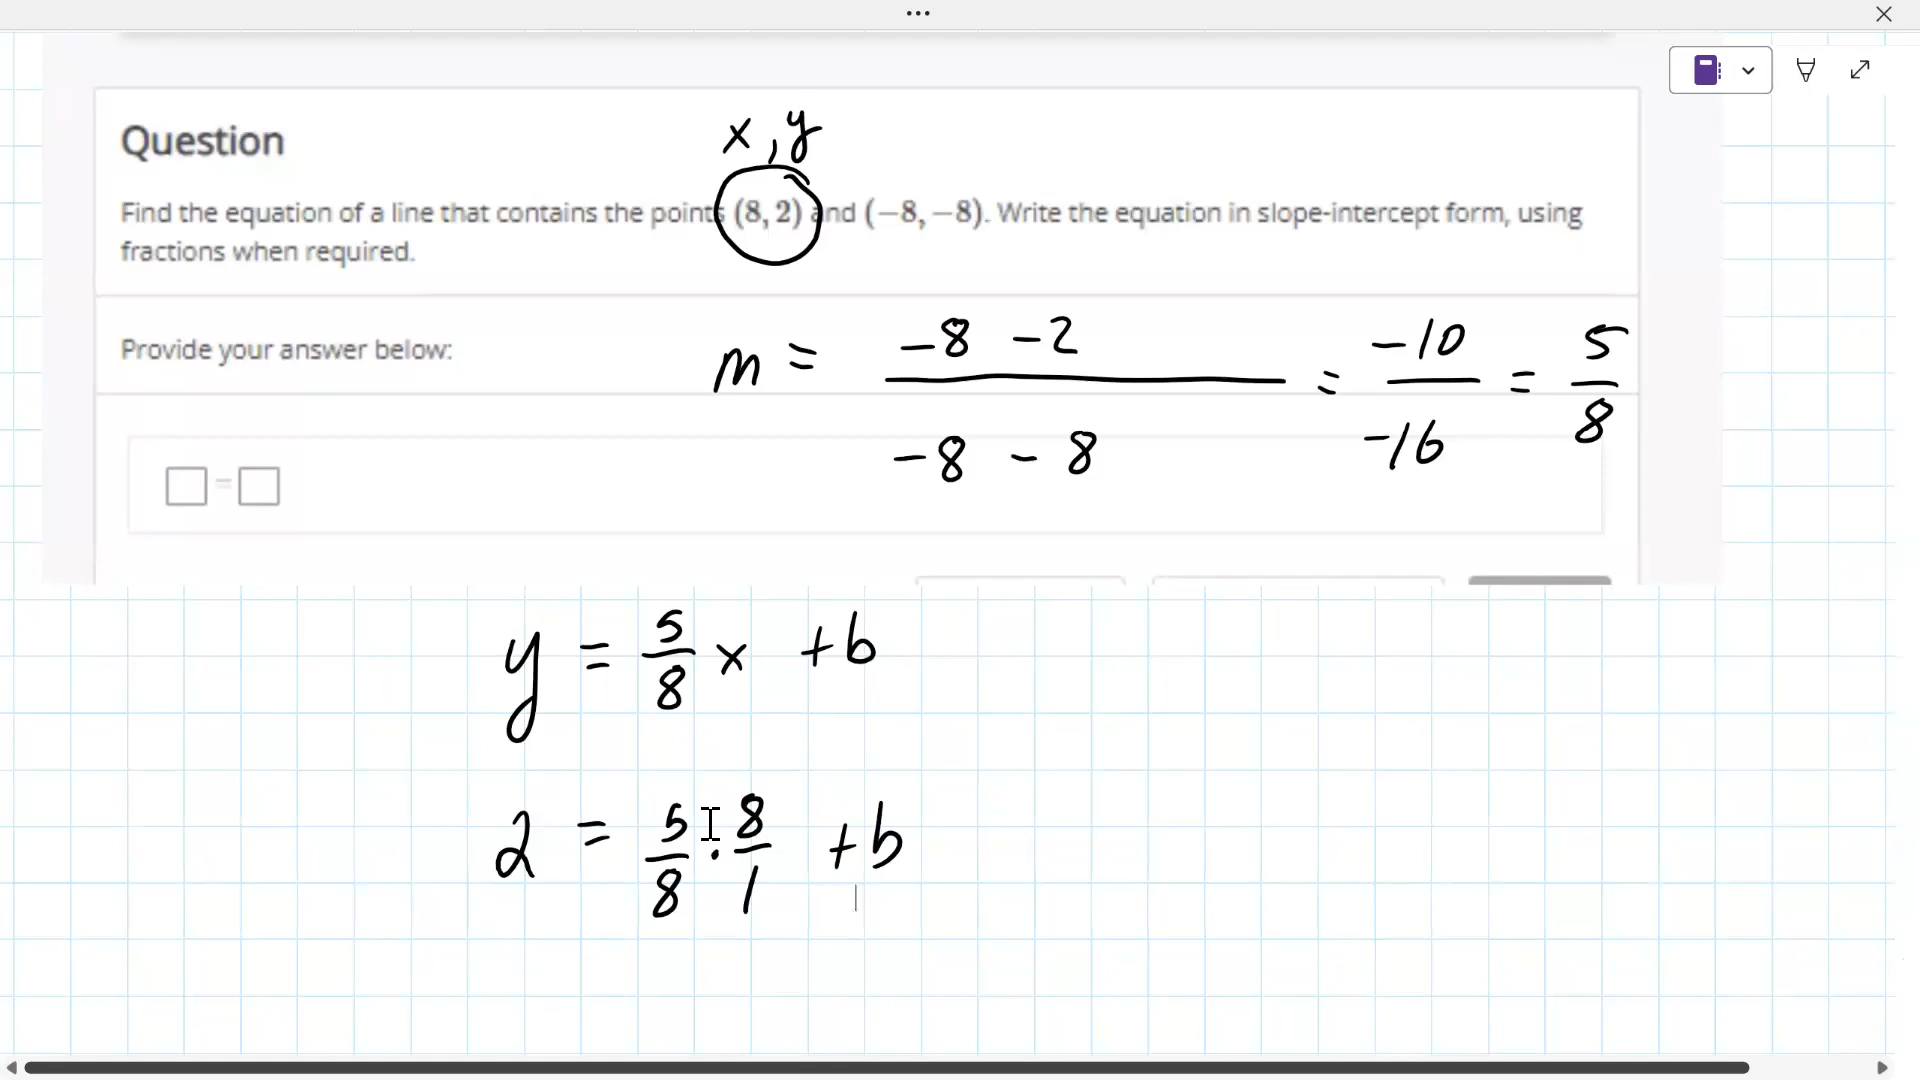 Question
x, y
Find the equation of a line that contains the points (8, 2) and (−8, −8). Write the equation in slope-intercept form, using
fractions when required.
Provide your answer below:
m = (-8 -2)/(-8 - 8) = -10/-16 = 5/8
□ = □
y = 5/8 x + b
2 = 5/8 · 8/1 + b